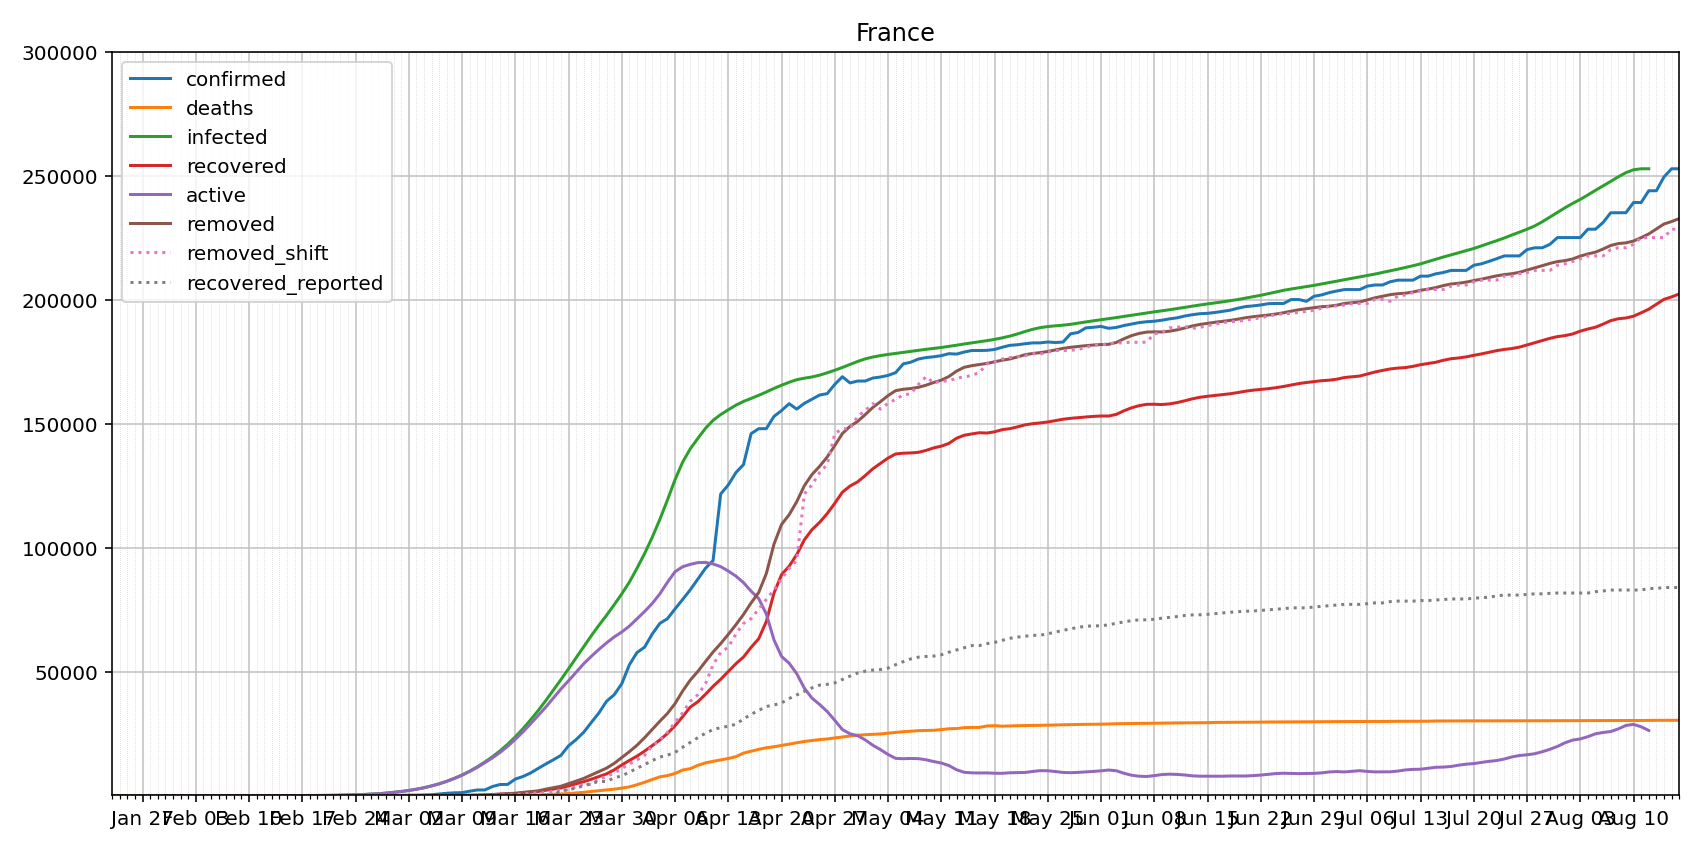 France
300000
250000
200000
150000
100000
50000
confirmed
deaths
infected
recovered
active
removed
removed_shift
recovered_reported
Jan 27 Feb 03 Feb 10 Feb 17 Feb 24 Mar 02 Mar 09 Mar 16 Mar 23 Mar 30 Apr 06 Apr 13 Apr 20 Apr 27 May 04 May 11 May 18 May 25 Jun 01 Jun 08 Jun 15 Jun 22 Jun 29 Jul 06 Jul 13 Jul 20 Jul 27 Aug 03 Aug 10